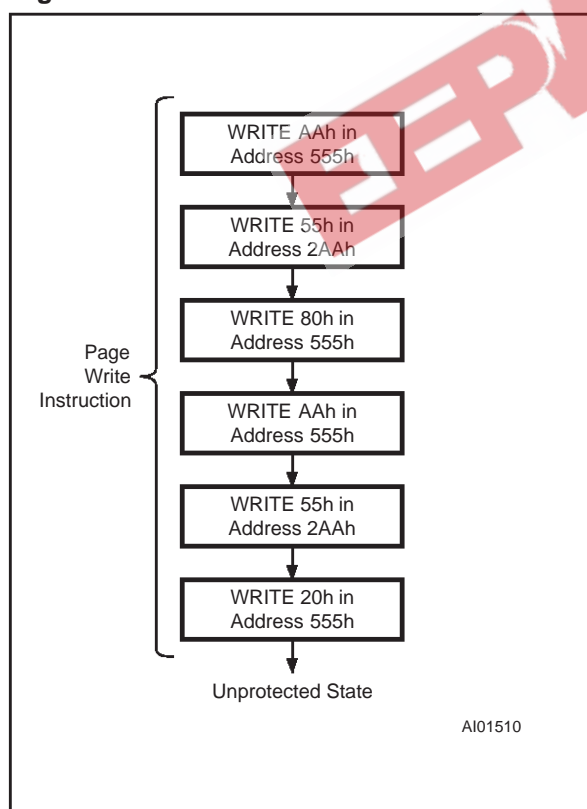 WRITE AAh in
Address 555h
WRITE 55h in
Address 2AAh
WRITE 80h in
Address 555h
Page
Write
Instruction
WRITE AAh in
Address 555h
WRITE 55h in
Address 2AAh
WRITE 20h in
Address 555h
Unprotected State
AI01510